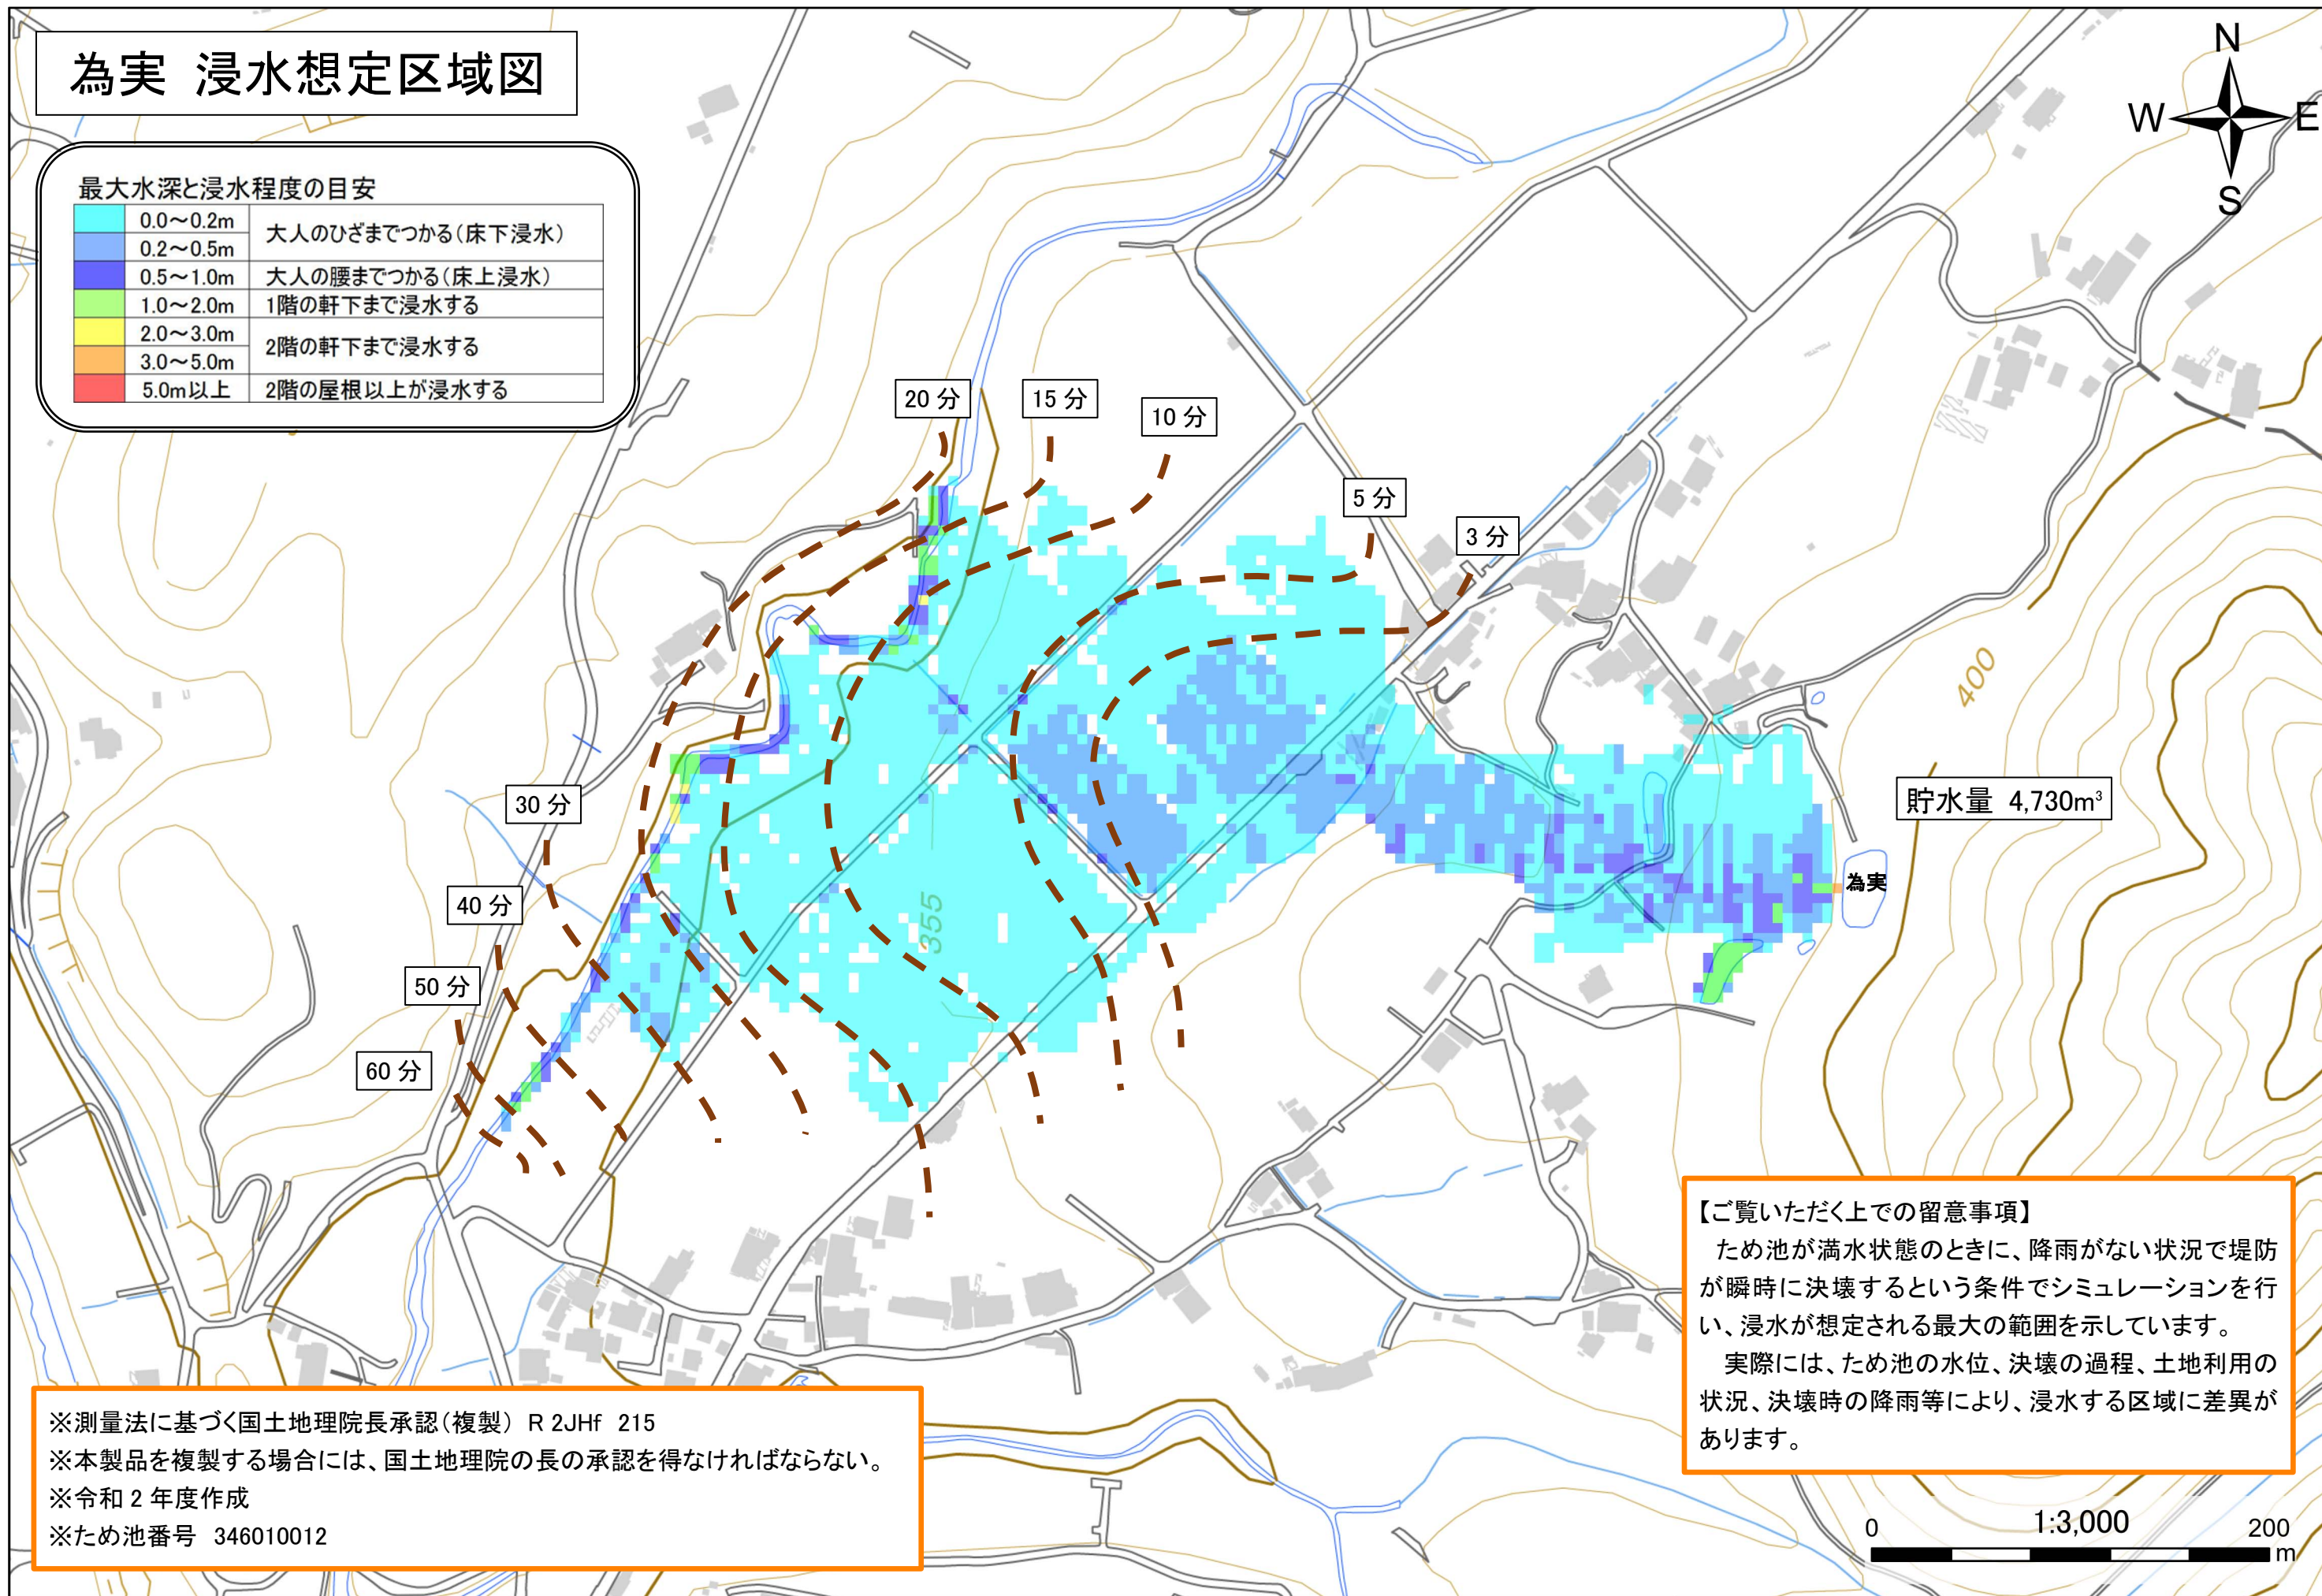 為実 浸水想定区域図
N
W
E
S
最大水深と浸水程度の目安
0.0～0.2m
大人のひざまでつかる（床下浸水）
0.2～0.5m
0.5～1.0m 大人の腰までつかる（床上浸水）
1.0～2.0m 1階の軒下まで浸水する
2.0～3.0m
2階の軒下まで浸水する
3.0～5.0m
5.0m以上 2階の屋根以上が浸水する
20 分
15 分
10 分
5 分
3 分
30 分
40 分
50 分
60 分
400
355
貯水量 4,730m³
為実
【ご覧いただく上での留意事項】
ため池が満水状態のときに、降雨がない状況で堤防
が瞬時に決壊するという条件でシミュレーションを行
い、浸水が想定される最大の範囲を示しています。
実際には、ため池の水位、決壊の過程、土地利用の
状況、決壊時の降雨等により、浸水する区域に差異が
あります。
※測量法に基づく国土地理院長承認（複製） R 2JHf 215
※本製品を複製する場合には、国土地理院の長の承認を得なければならない。
※令和 2 年度作成
※ため池番号 346010012
1:3,000
0 200
m